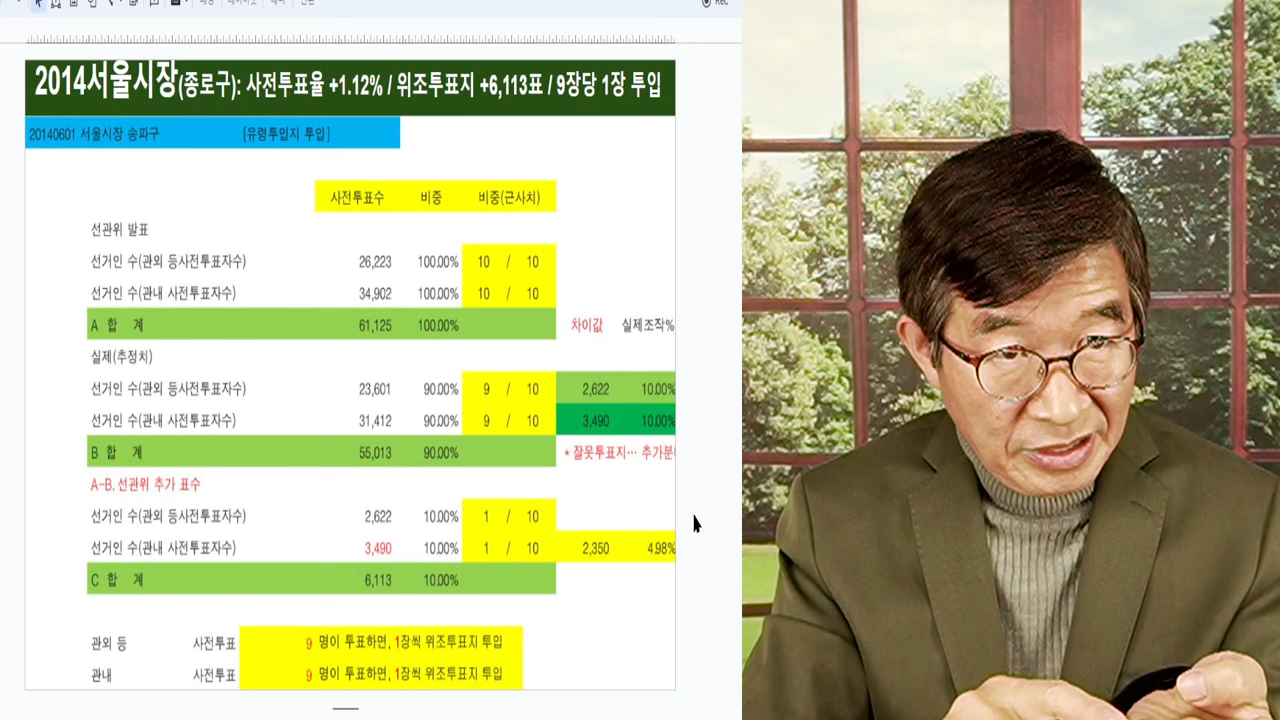 Rec
2014서울시장(종로구): 사전투표율 +1.12% / 위조투표지 +6,113표 / 9장당 1장 투입
20140601 서울시장 송파구 [유령투입지 투입]
사전투표수 비중 비중(근사치)
선관위 발표
선거인 수(관외 등사전투표자수) 26,223 100.00% 10 / 10
선거인 수(관내 사전투표자수) 34,902 100.00% 10 / 10
A 합 계 61,125 100.00% 차이값 실제조작%
실제(추정치)
선거인 수(관외 등사전투표자수) 23,601 90.00% 9 / 10 2,622 10.00%
선거인 수(관내 사전투표자수) 31,412 90.00% 9 / 10 3,490 10.00%
B 합 계 55,013 90.00% * 잘못투표지… 추가분
A-B. 선관위 추가 표수
선거인 수(관외 등사전투표자수) 2,622 10.00% 1 / 10
선거인 수(관내 사전투표자수) 3,490 10.00% 1 / 10 2,350 4.98%
C 합 계 6,113 10.00%
관외 등 사전투표 9 명이 투표하면, 1장씩 위조투표지 투입
관내 사전투표 9 명이 투표하면, 1장씩 위조투표지 투입